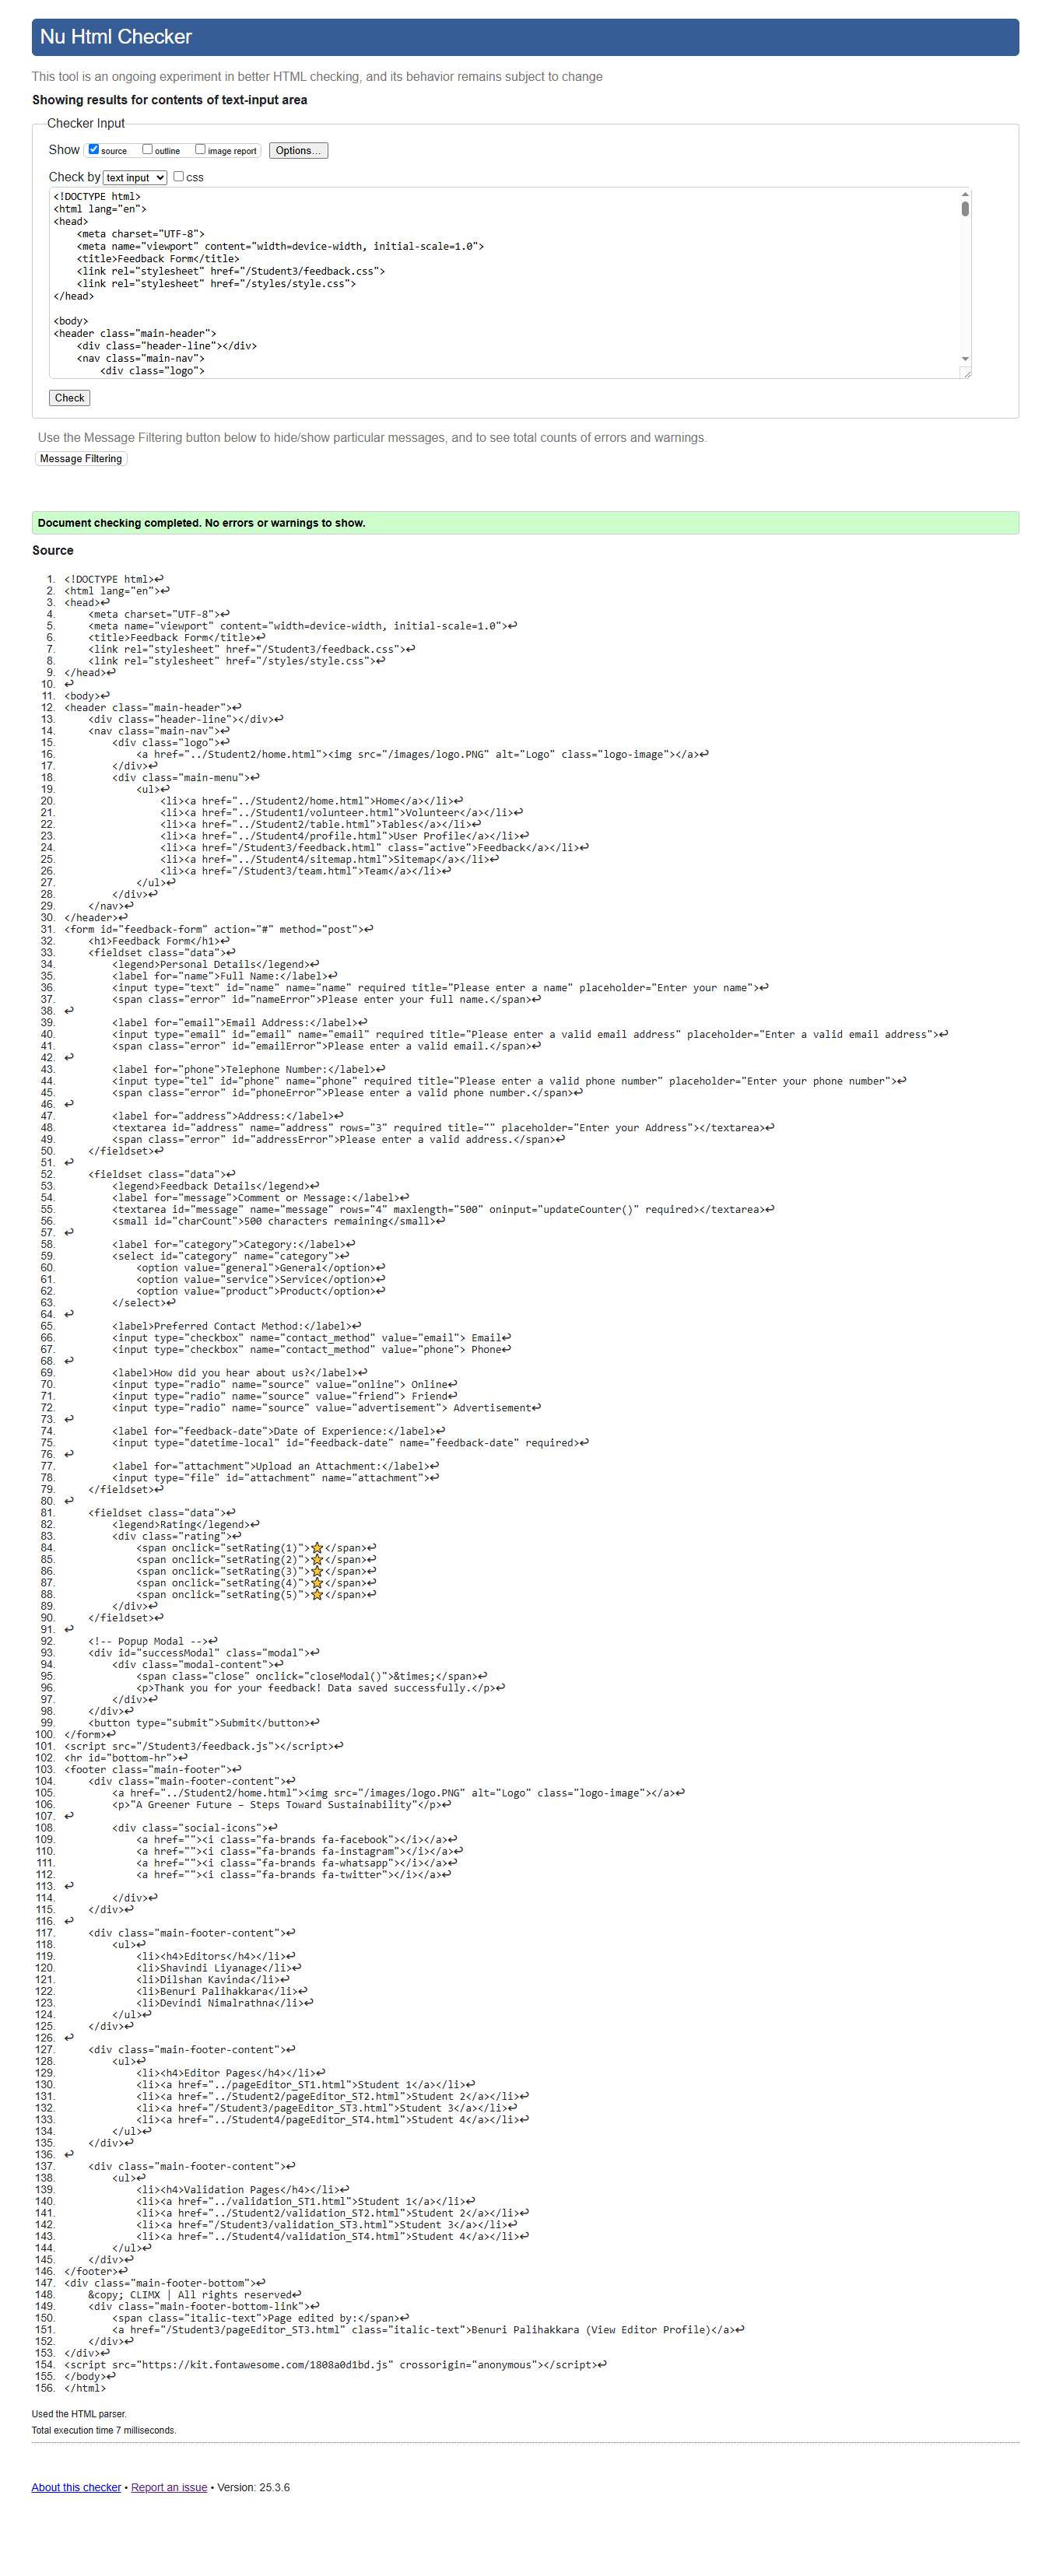 Nu Html Checker
This tool is an ongoing experiment in better HTML checking, and its behavior remains subject to change
Showing results for contents of text-input area
Checker Input
Show source outline image report Options...
Check by text input css
<!DOCTYPE html>
<html lang="en">
<head>
    <meta charset="UTF-8">
    <meta name="viewport" content="width=device-width, initial-scale=1.0">
    <title>Feedback Form</title>
    <link rel="stylesheet" href="/Student3/feedback.css">
    <link rel="stylesheet" href="/styles/style.css">
</head>

<body>
<header class="main-header">
    <div class="header-line"></div>
    <nav class="main-nav">
        <div class="logo">
Check
Use the Message Filtering button below to hide/show particular messages, and to see total counts of errors and warnings.
Message Filtering
Document checking completed. No errors or warnings to show.
Source
1. <!DOCTYPE html>↩
2. <html lang="en">↩
3. <head>↩
4.     <meta charset="UTF-8">↩
5.     <meta name="viewport" content="width=device-width, initial-scale=1.0">↩
6.     <title>Feedback Form</title>↩
7.     <link rel="stylesheet" href="/Student3/feedback.css">↩
8.     <link rel="stylesheet" href="/styles/style.css">↩
9. </head>↩
10. ↩
11. <body>↩
12. <header class="main-header">↩
13.     <div class="header-line"></div>↩
14.     <nav class="main-nav">↩
15.         <div class="logo">↩
16.             <a href="../Student2/home.html"><img src="/images/logo.PNG" alt="Logo" class="logo-image"></a>↩
17.         </div>↩
18.         <div class="main-menu">↩
19.             <ul>↩
20.                 <li><a href="../Student2/home.html">Home</a></li>↩
21.                 <li><a href="../Student1/volunteer.html">Volunteer</a></li>↩
22.                 <li><a href="../Student2/table.html">Tables</a></li>↩
23.                 <li><a href="../Student4/profile.html">User Profile</a></li>↩
24.                 <li><a href="/Student3/feedback.html" class="active">Feedback</a></li>↩
25.                 <li><a href="../Student4/sitemap.html">Sitemap</a></li>↩
26.                 <li><a href="/Student3/team.html">Team</a></li>↩
27.             </ul>↩
28.         </div>↩
29.     </nav>↩
30. </header>↩
31. <form id="feedback-form" action="#" method="post">↩
32.     <h1>Feedback Form</h1>↩
33.     <fieldset class="data">↩
34.         <legend>Personal Details</legend>↩
35.         <label for="name">Full Name:</label>↩
36.         <input type="text" id="name" name="name" required title="Please enter a name" placeholder="Enter your name">↩
37.         <span class="error" id="nameError">Please enter your full name.</span>↩
38. ↩
39.         <label for="email">Email Address:</label>↩
40.         <input type="email" id="email" name="email" required title="Please enter a valid email address" placeholder="Enter a valid email address">↩
41.         <span class="error" id="emailError">Please enter a valid email.</span>↩
42. ↩
43.         <label for="phone">Telephone Number:</label>↩
44.         <input type="tel" id="phone" name="phone" required title="Please enter a valid phone number" placeholder="Enter your phone number">↩
45.         <span class="error" id="phoneError">Please enter a valid phone number.</span>↩
46. ↩
47.         <label for="address">Address:</label>↩
48.         <textarea id="address" name="address" rows="3" required title="" placeholder="Enter your Address"></textarea>↩
49.         <span class="error" id="addressError">Please enter a valid address.</span>↩
50.     </fieldset>↩
51. ↩
52.     <fieldset class="data">↩
53.         <legend>Feedback Details</legend>↩
54.         <label for="message">Comment or Message:</label>↩
55.         <textarea id="message" name="message" rows="4" maxlength="500" oninput="updateCounter()" required></textarea>↩
56.         <small id="charCount">500 characters remaining</small>↩
57. ↩
58.         <label for="category">Category:</label>↩
59.         <select id="category" name="category">↩
60.             <option value="general">General</option>↩
61.             <option value="service">Service</option>↩
62.             <option value="product">Product</option>↩
63.         </select>↩
64. ↩
65.         <label>Preferred Contact Method:</label>↩
66.         <input type="checkbox" name="contact_method" value="email"> Email↩
67.         <input type="checkbox" name="contact_method" value="phone"> Phone↩
68. ↩
69.         <label>How did you hear about us?</label>↩
70.         <input type="radio" name="source" value="online"> Online↩
71.         <input type="radio" name="source" value="friend"> Friend↩
72.         <input type="radio" name="source" value="advertisement"> Advertisement↩
73. ↩
74.         <label for="feedback-date">Date of Experience:</label>↩
75.         <input type="datetime-local" id="feedback-date" name="feedback-date" required>↩
76. ↩
77.         <label for="attachment">Upload an Attachment:</label>↩
78.         <input type="file" id="attachment" name="attachment">↩
79.     </fieldset>↩
80. ↩
81.     <fieldset class="data">↩
82.         <legend>Rating</legend>↩
83.         <div class="rating">↩
84.             <span onclick="setRating(1)">⭐</span>↩
85.             <span onclick="setRating(2)">⭐</span>↩
86.             <span onclick="setRating(3)">⭐</span>↩
87.             <span onclick="setRating(4)">⭐</span>↩
88.             <span onclick="setRating(5)">⭐</span>↩
89.         </div>↩
90.     </fieldset>↩
91. ↩
92.     <!-- Popup Modal -->↩
93.     <div id="successModal" class="modal">↩
94.         <div class="modal-content">↩
95.             <span class="close" onclick="closeModal()">&times;</span>↩
96.             <p>Thank you for your feedback! Data saved successfully.</p>↩
97.         </div>↩
98.     </div>↩
99.     <button type="submit">Submit</button>↩
100. </form>↩
101. <script src="/Student3/feedback.js"></script>↩
102. <hr id="bottom-hr">↩
103. <footer class="main-footer">↩
104.     <div class="main-footer-content">↩
105.         <a href="../Student2/home.html"><img src="/images/logo.PNG" alt="Logo" class="logo-image"></a>↩
106.         <p>"A Greener Future – Steps Toward Sustainability"</p>↩
107. ↩
108.         <div class="social-icons">↩
109.             <a href=""><i class="fa-brands fa-facebook"></i></a>↩
110.             <a href=""><i class="fa-brands fa-instagram"></i></a>↩
111.             <a href=""><i class="fa-brands fa-whatsapp"></i></a>↩
112.             <a href=""><i class="fa-brands fa-twitter"></i></a>↩
113. ↩
114.         </div>↩
115.     </div>↩
116. ↩
117.     <div class="main-footer-content">↩
118.         <ul>↩
119.             <li><h4>Editors</h4></li>↩
120.             <li>Shavindi Liyanage</li>↩
121.             <li>Dilshan Kavinda</li>↩
122.             <li>Benuri Palihakkara</li>↩
123.             <li>Devindi Nimalrathna</li>↩
124.         </ul>↩
125.     </div>↩
126. ↩
127.     <div class="main-footer-content">↩
128.         <ul>↩
129.             <li><h4>Editor Pages</h4></li>↩
130.             <li><a href="../pageEditor_ST1.html">Student 1</a></li>↩
131.             <li><a href="../Student2/pageEditor_ST2.html">Student 2</a></li>↩
132.             <li><a href="/Student3/pageEditor_ST3.html">Student 3</a></li>↩
133.             <li><a href="../Student4/pageEditor_ST4.html">Student 4</a></li>↩
134.         </ul>↩
135.     </div>↩
136. ↩
137.     <div class="main-footer-content">↩
138.         <ul>↩
139.             <li><h4>Validation Pages</h4></li>↩
140.             <li><a href="../validation_ST1.html">Student 1</a></li>↩
141.             <li><a href="../Student2/validation_ST2.html">Student 2</a></li>↩
142.             <li><a href="/Student3/validation_ST3.html">Student 3</a></li>↩
143.             <li><a href="../Student4/validation_ST4.html">Student 4</a></li>↩
144.         </ul>↩
145.     </div>↩
146. </footer>↩
147. <div class="main-footer-bottom">↩
148.     &copy; CLIMX | All rights reserved↩
149.     <div class="main-footer-bottom-link">↩
150.         <span class="italic-text">Page edited by:</span>↩
151.         <a href="/Student3/pageEditor_ST3.html" class="italic-text">Benuri Palihakkara (View Editor Profile)</a>↩
152.     </div>↩
153. </div>↩
154. <script src="https://kit.fontawesome.com/1808a0d1bd.js" crossorigin="anonymous"></script>↩
155. </body>↩
156. </html>
Used the HTML parser.
Total execution time 7 milliseconds.
About this checker • Report an issue • Version: 25.3.6